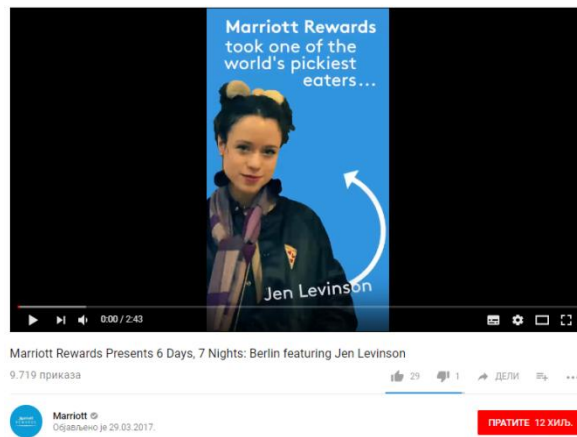 Marriott Rewards
took one of the
world's pickiest
eaters...
Jen Levinson
0:00 / 2:43
Marriott Rewards Presents 6 Days, 7 Nights: Berlin featuring Jen Levinson
9.719 приказа
29
1
ДЕЛИ
Marriott
Објављено је 29.03.2017.
ПРАТИТЕ 12 ХИЉ.